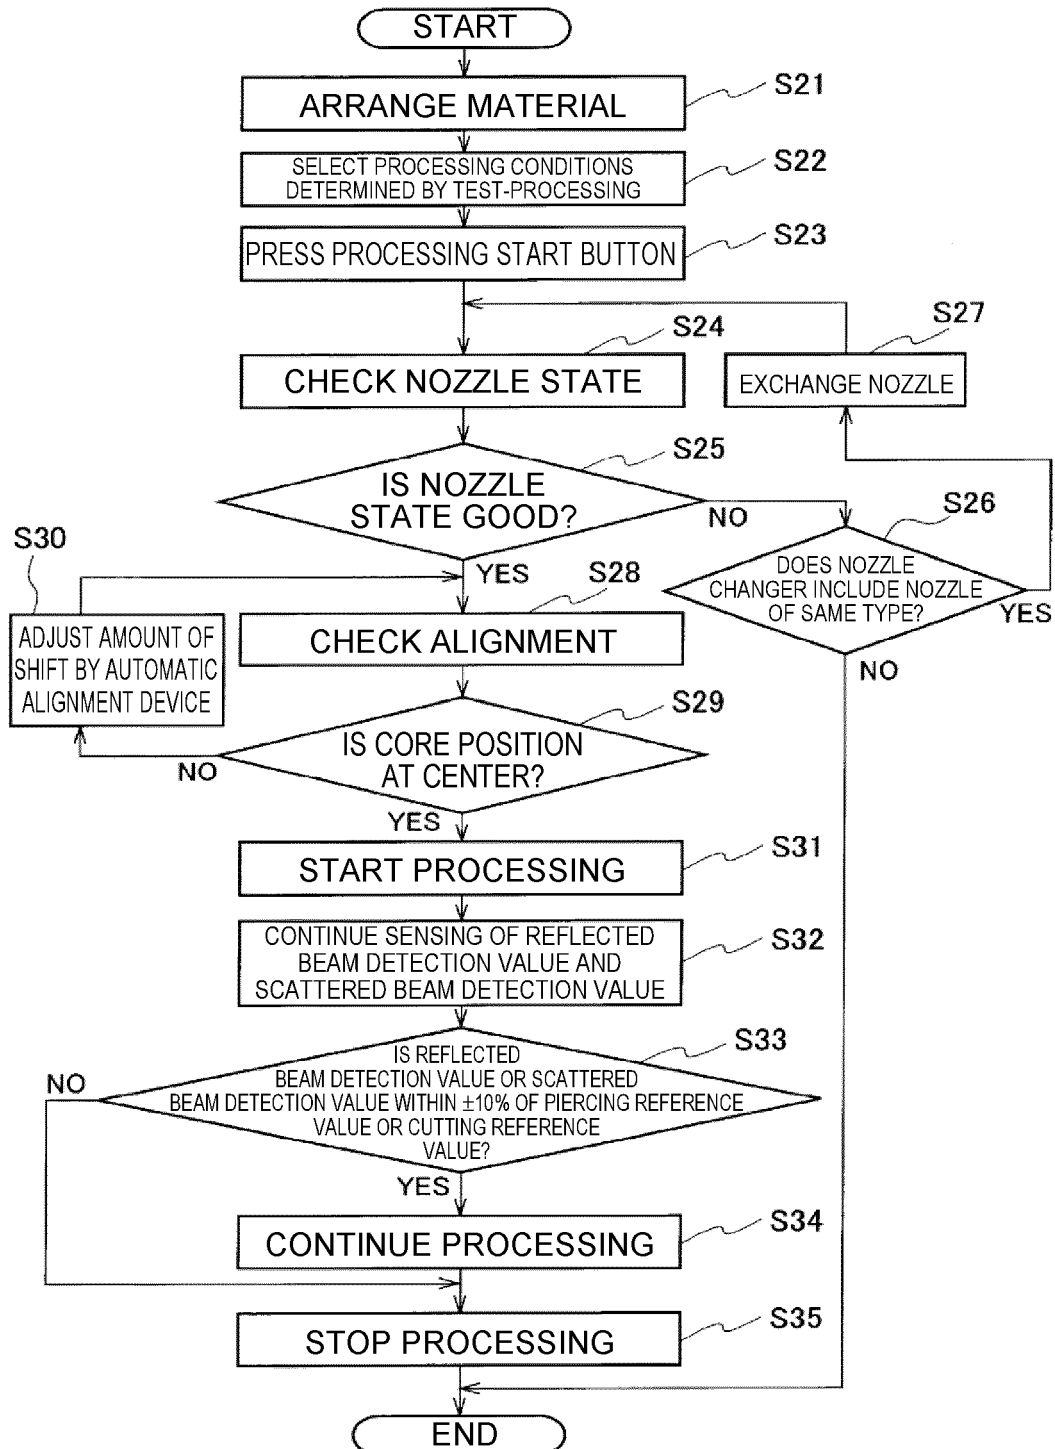 START
ARRANGE MATERIAL
S21
SELECT PROCESSING CONDITIONS
DETERMINED BY TEST-PROCESSING
S22
PRESS PROCESSING START BUTTON
S23
CHECK NOZZLE STATE
S24
EXCHANGE NOZZLE
S27
IS NOZZLE
STATE GOOD?
S25
NO
YES
DOES NOZZLE
CHANGER INCLUDE NOZZLE
OF SAME TYPE?
S26
YES
NO
S30
ADJUST AMOUNT OF
SHIFT BY AUTOMATIC
ALIGNMENT DEVICE
CHECK ALIGNMENT
S28
IS CORE POSITION
AT CENTER?
S29
NO
YES
START PROCESSING
S31
CONTINUE SENSING OF REFLECTED
BEAM DETECTION VALUE AND
SCATTERED BEAM DETECTION VALUE
S32
IS REFLECTED
BEAM DETECTION VALUE OR SCATTERED
BEAM DETECTION VALUE WITHIN ±10% OF PIERCING REFERENCE
VALUE OR CUTTING REFERENCE
VALUE?
S33
NO
YES
CONTINUE PROCESSING
S34
STOP PROCESSING
S35
END